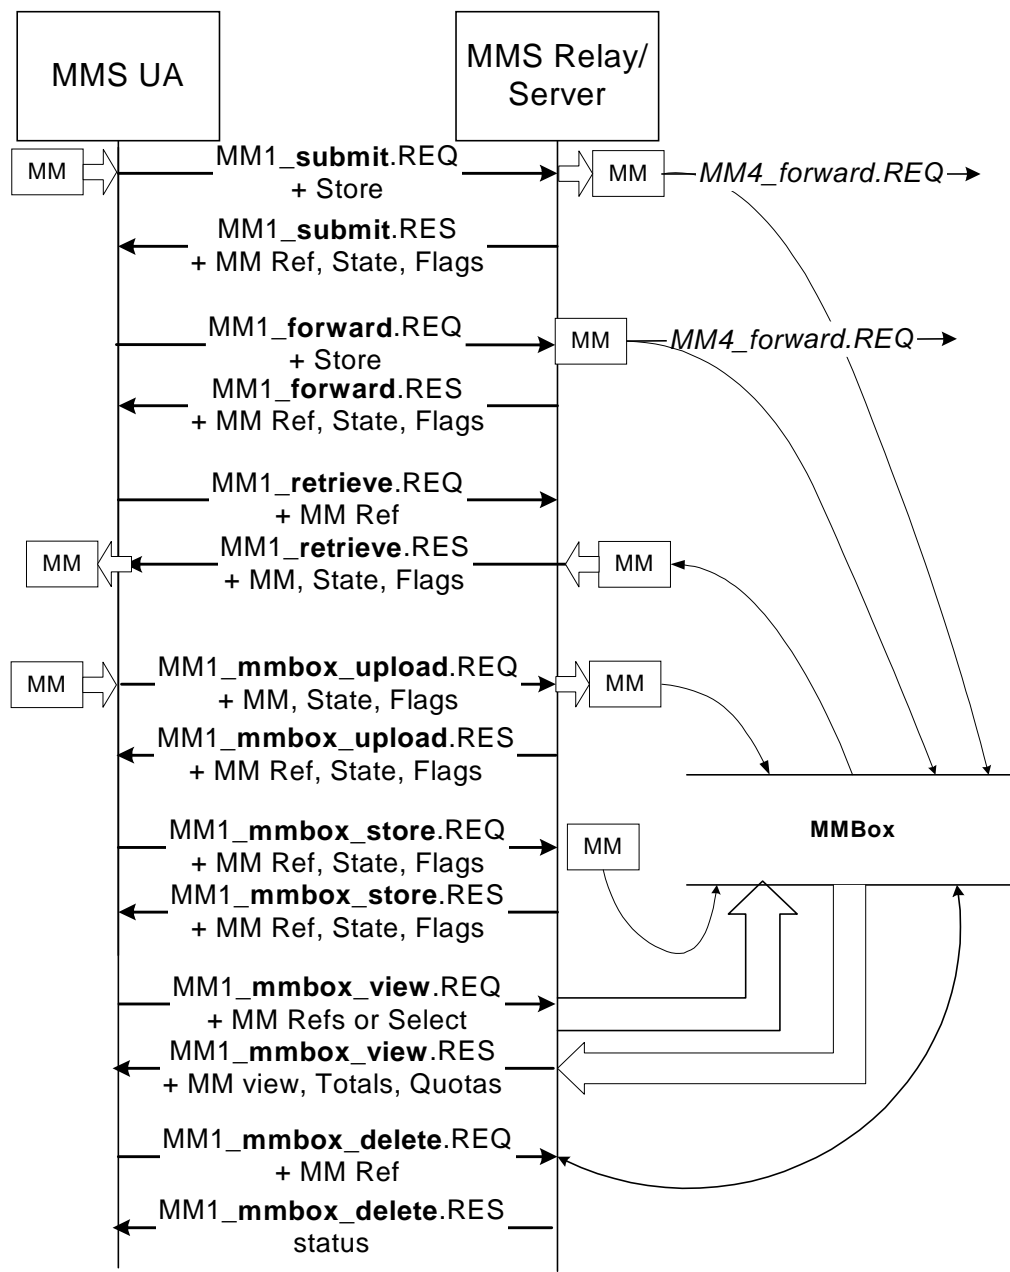 MMS UA
MMS Relay/
Server
MM
MM1_submit.REQ
+ Store
MM
MM4_forward.REQ
MM1_submit.RES
+ MM Ref, State, Flags
MM1_forward.REQ
+ Store
MM
MM4_forward.REQ
MM1_forward.RES
+ MM Ref, State, Flags
MM1_retrieve.REQ
+ MM Ref
MM
MM1_retrieve.RES
+ MM, State, Flags
MM
MM
MM1_mmbox_upload.REQ
+ MM, State, Flags
MM
MM1_mmbox_upload.RES
+ MM Ref, State, Flags
MMBox
MM1_mmbox_store.REQ
+ MM Ref, State, Flags
MM
MM1_mmbox_store.RES
+ MM Ref, State, Flags
MM1_mmbox_view.REQ
+ MM Refs or Select
MM1_mmbox_view.RES
+ MM view, Totals, Quotas
MM1_mmbox_delete.REQ
+ MM Ref
MM1_mmbox_delete.RES
status